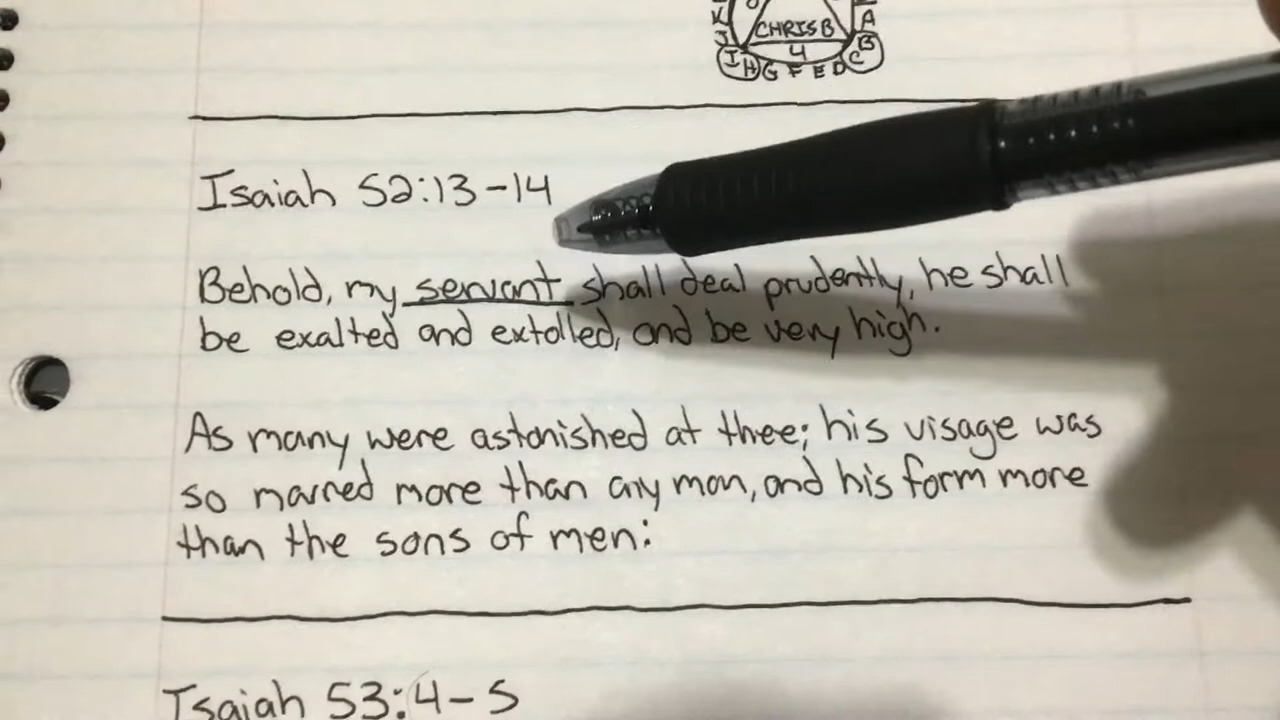 K
J
I
H
G
F
E
D
C
B
A
CHRISB
4
Isaiah 52:13-14
Behold, my servant shall deal prudently, he shall
be exalted and extolled, and be very high.
As many were astonished at thee; his visage was
so marred more than any man, and his form more
than the sons of men:
Isaiah 53:4-5